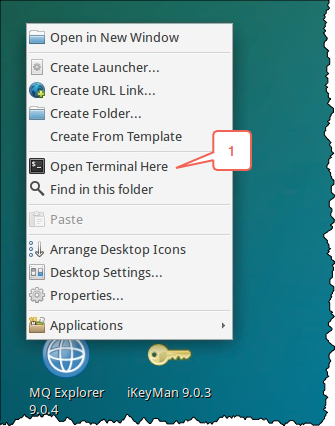 Open in New Window
Create Launcher...
Create URL Link...
Create Folder...
Create From Template
Open Terminal Here
1
Find in this folder
Paste
Arrange Desktop Icons
Desktop Settings...
Properties...
Applications
MQ Explorer
9.0.4
iKeyMan 9.0.3